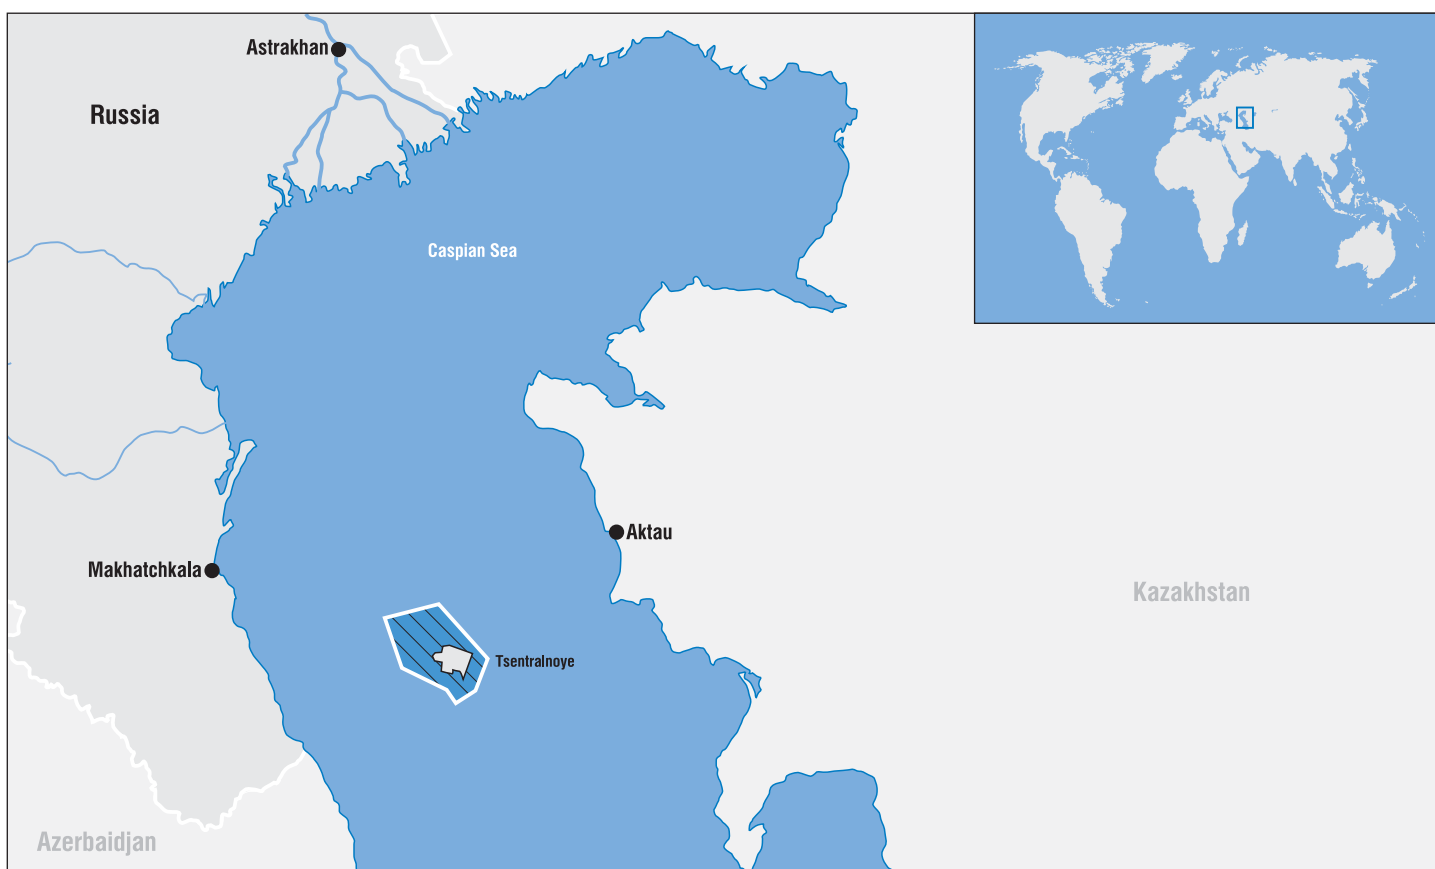 Astrakhan
Russia
Caspian Sea
Aktau
Makhatchkala
Kazakhstan
Tsentralnoye
Azerbaidjan